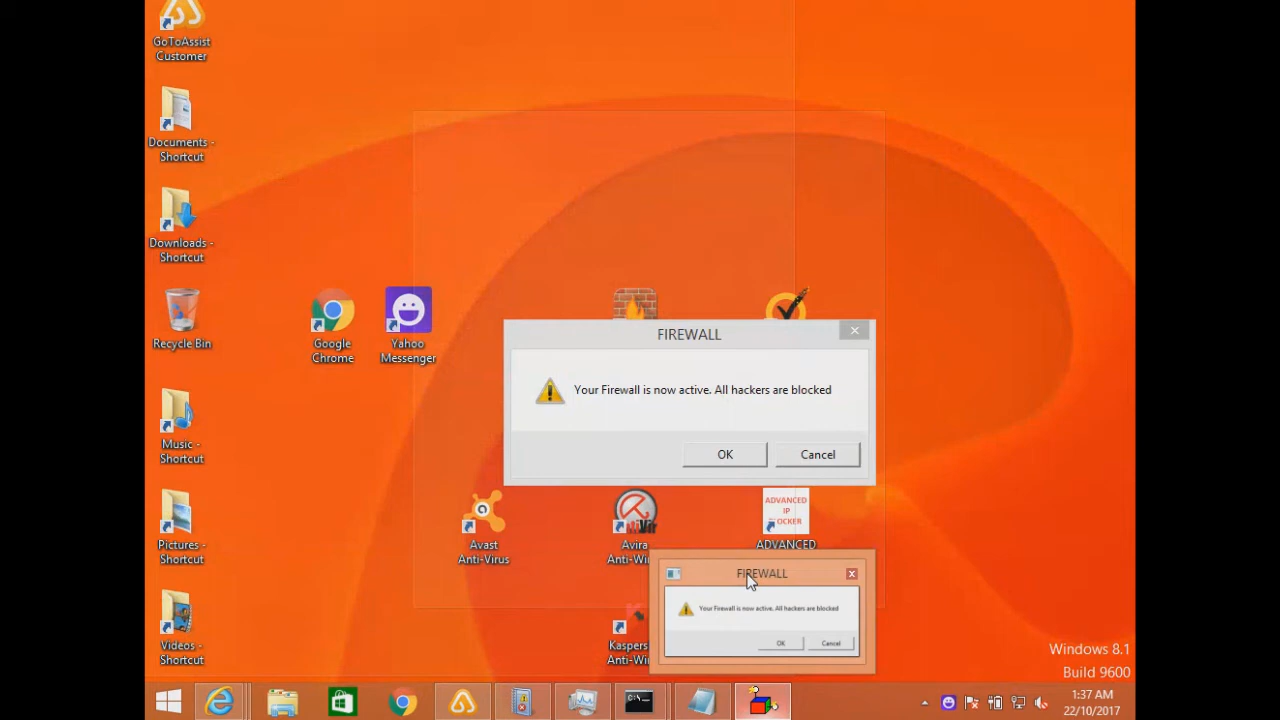 GoToAssist
Customer
Documents -
Shortcut
Downloads -
Shortcut
Recycle Bin
Google
Chrome
Yahoo
Messenger
FIREWALL
Your Firewall is now active. All hackers are blocked
OK
Cancel
Music -
Shortcut
Avast
Anti-Virus
Avira
ADVANCED
IP
ADVANCED
Pictures -
Shortcut
FIREWALL
Your Firewall is now active. All hackers are blocked
OK
Cancel
Videos -
Shortcut
Windows 8.1
Build 9600
1:37 AM
22/10/2017